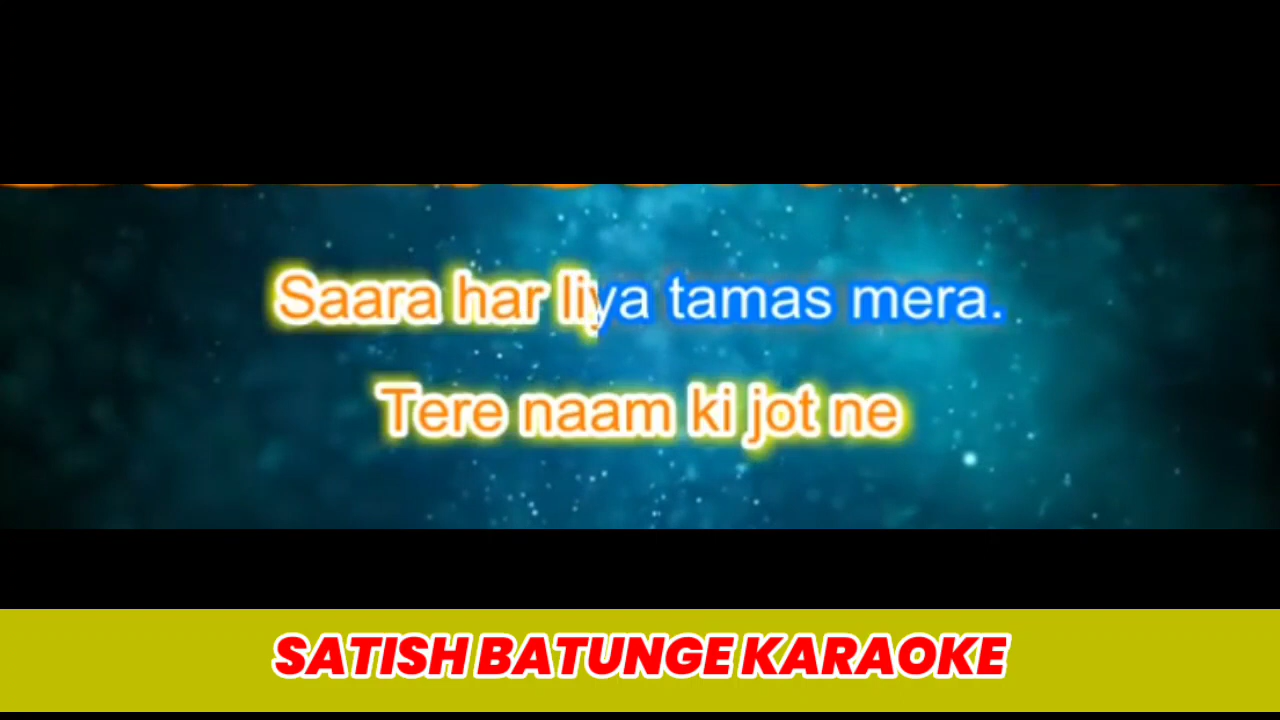 Saara har liya tamas mera.
Tere naam ki jot ne
SATISH BATUNGE KARAOKE